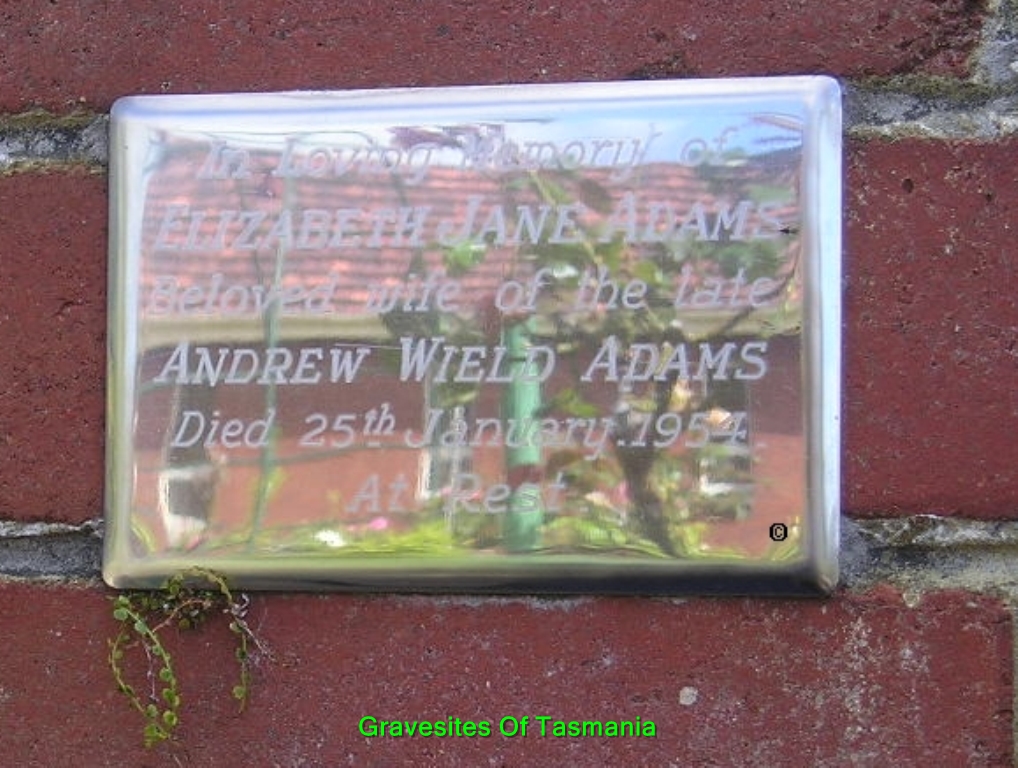 In Loving Memory of
ELIZABETH JANE ADAMS
Beloved wife of the late
ANDREW WIELD ADAMS
Died 25th January.1954.
At Rest.
©
Gravesites Of Tasmania